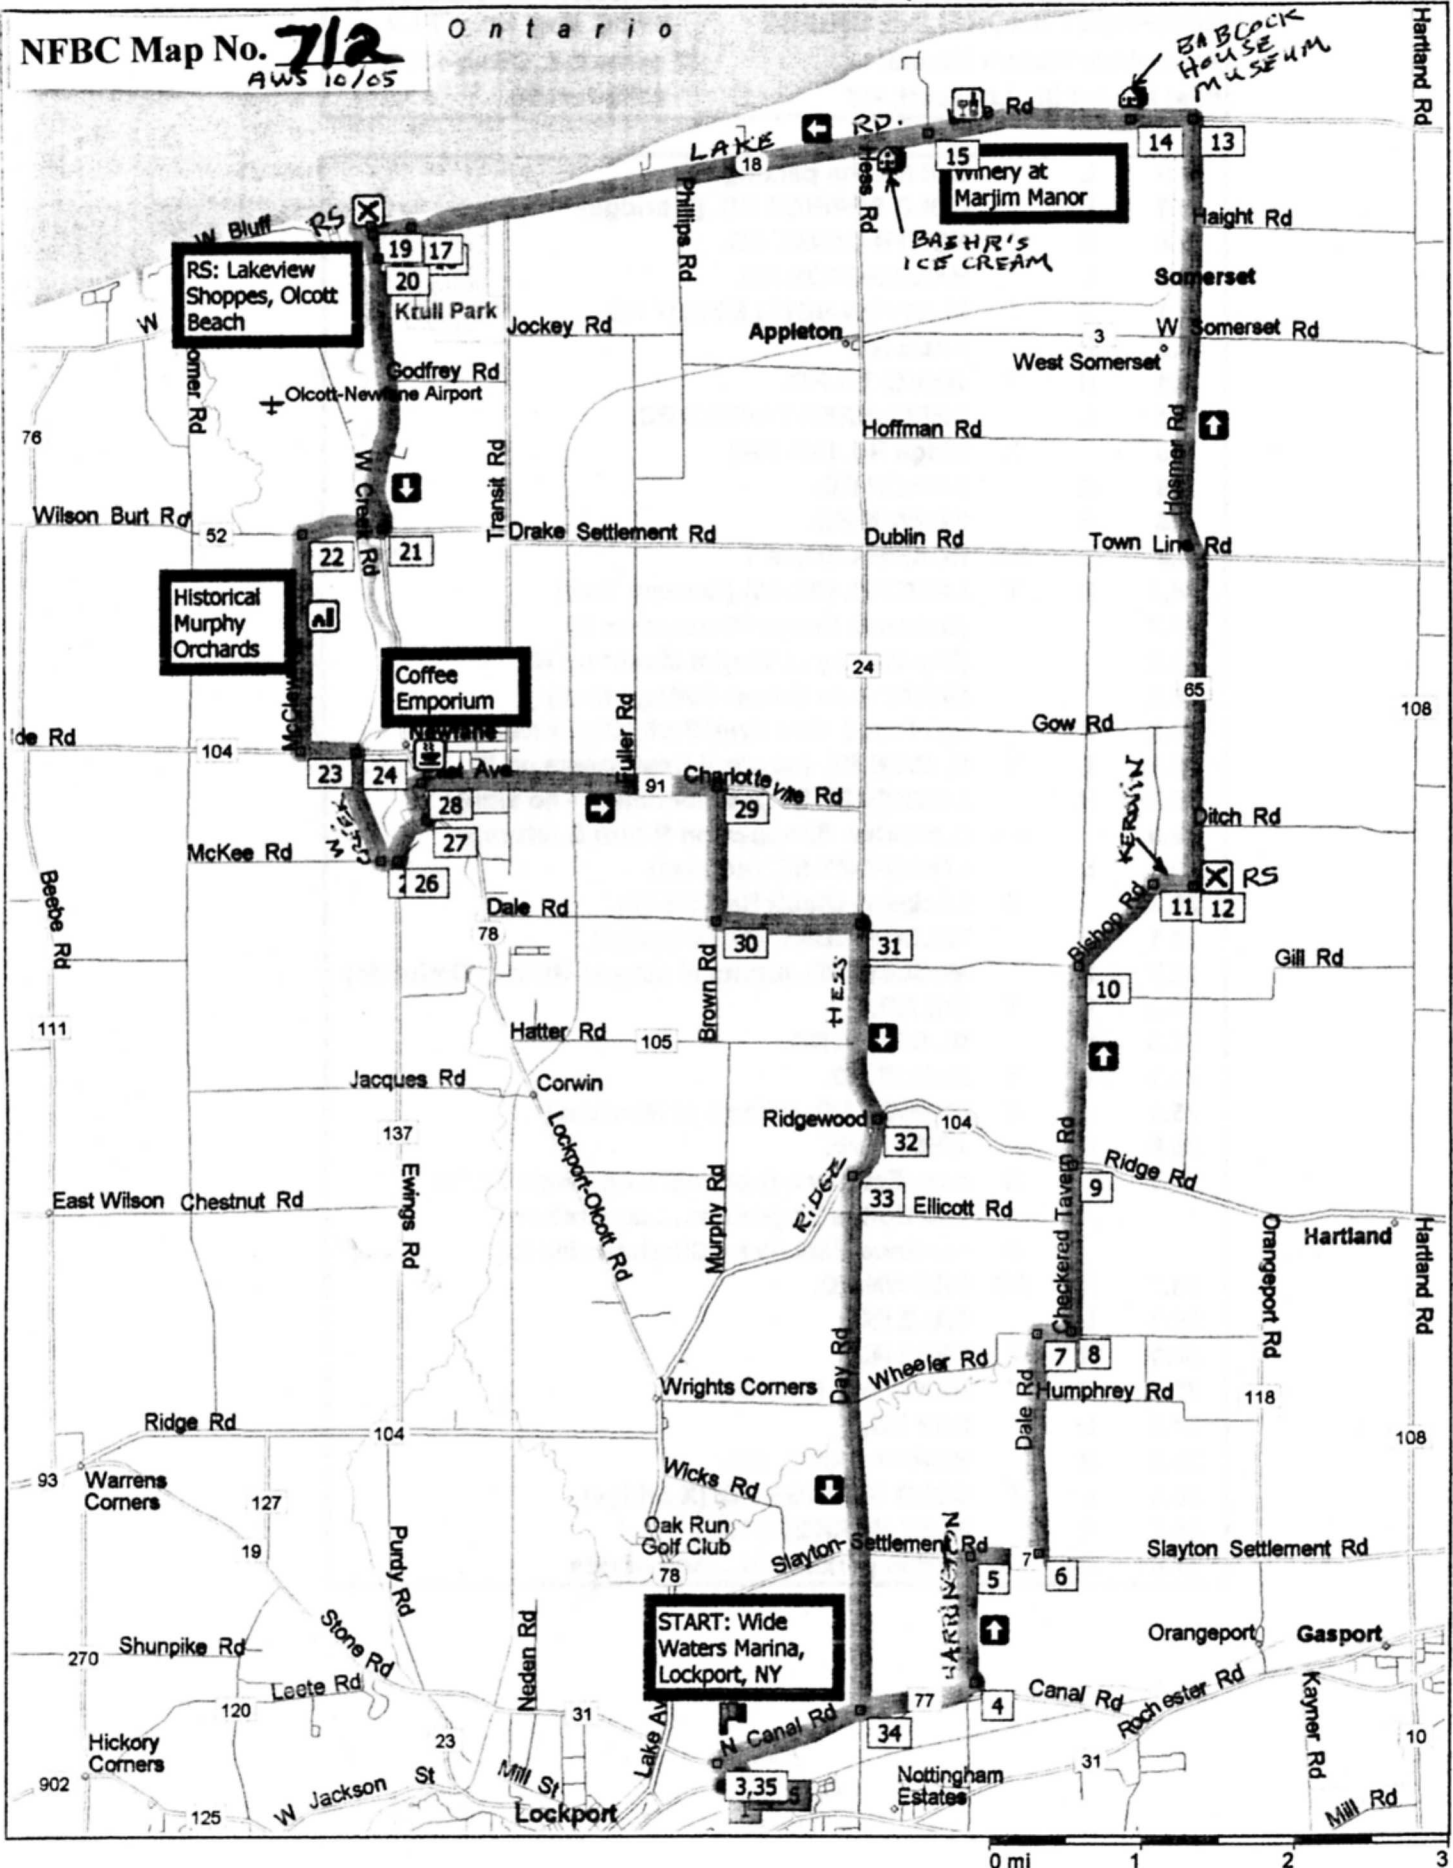 Ontario
NFBC Map No. 712
AWS 10/05
BABCOCK
HOUSE
MUSEUM
Hartland Rd
LAKE RD.
18
Rd
15
14
13
Winery at
Marjim Manor
Hess Rd
BAEHR'S
ICE CREAM
Haight Rd
Somerset
W Bluff
RS
19
17
20
RS: Lakeview
Shoppes, Olcott
Beach
Krull Park
Phillips Rd
W
Jockey Rd
Appleton
3
W Somerset Rd
West Somerset
Godfrey Rd
Olcott-Newfane Airport
omer Rd
76
Hoffman Rd
Hosmer Rd
Transit Rd
W Creek Rd
Wilson Burt Rd
52
22
21
Drake Settlement Rd
Dublin Rd
Town Line Rd
Historical
Murphy
Orchards
Coffee
Emporium
24
65
108
McClew
Newfane
Fuller Rd
Gow Rd
de Rd
104
23
24
East Ave
91
Charlotteville Rd
28
29
27
KERWIN
Ditch Rd
McKee Rd
W CREEK
26
Beebe Rd
RS
11
12
Dale Rd
78
30
31
Bishop Rd
Gill Rd
10
Brown Rd
HESS
111
Hatter Rd
105
Jacques Rd
Corwin
137
Ridgewood
104
32
Ridge Rd
Checkered Tavern Rd
9
East Wilson Chestnut Rd
Ewings Rd
Lockport-Olcott Rd
Murphy Rd
RIDGE
33
Ellicott Rd
Hartland
Orangeport Rd
Hartland Rd
7
8
Wheeler Rd
Day Rd
Wrights Corners
Dale Rd
Humphrey Rd
118
Ridge Rd
104
108
93
Warrens
Corners
Wicks Rd
127
19
Purdy Rd
Oak Run
Golf Club
78
Slayton-Settlement Rd
HARRINGTON
7
5
6
Slayton Settlement Rd
START: Wide
Waters Marina,
Lockport, NY
Shunpike Rd
270
Stone Rd
Leete Rd
120
Neden Rd
31
Orangeport
Gasport
77
4
Canal Rd
Rochester Rd
Kayner Rd
N Canal Rd
34
Lake Av
Hickory
Corners
23
10
902
125
W Jackson St
Mill St
Lockport
3,35
Nottingham
Estates
31
Mill Rd
0 mi
1
2
3